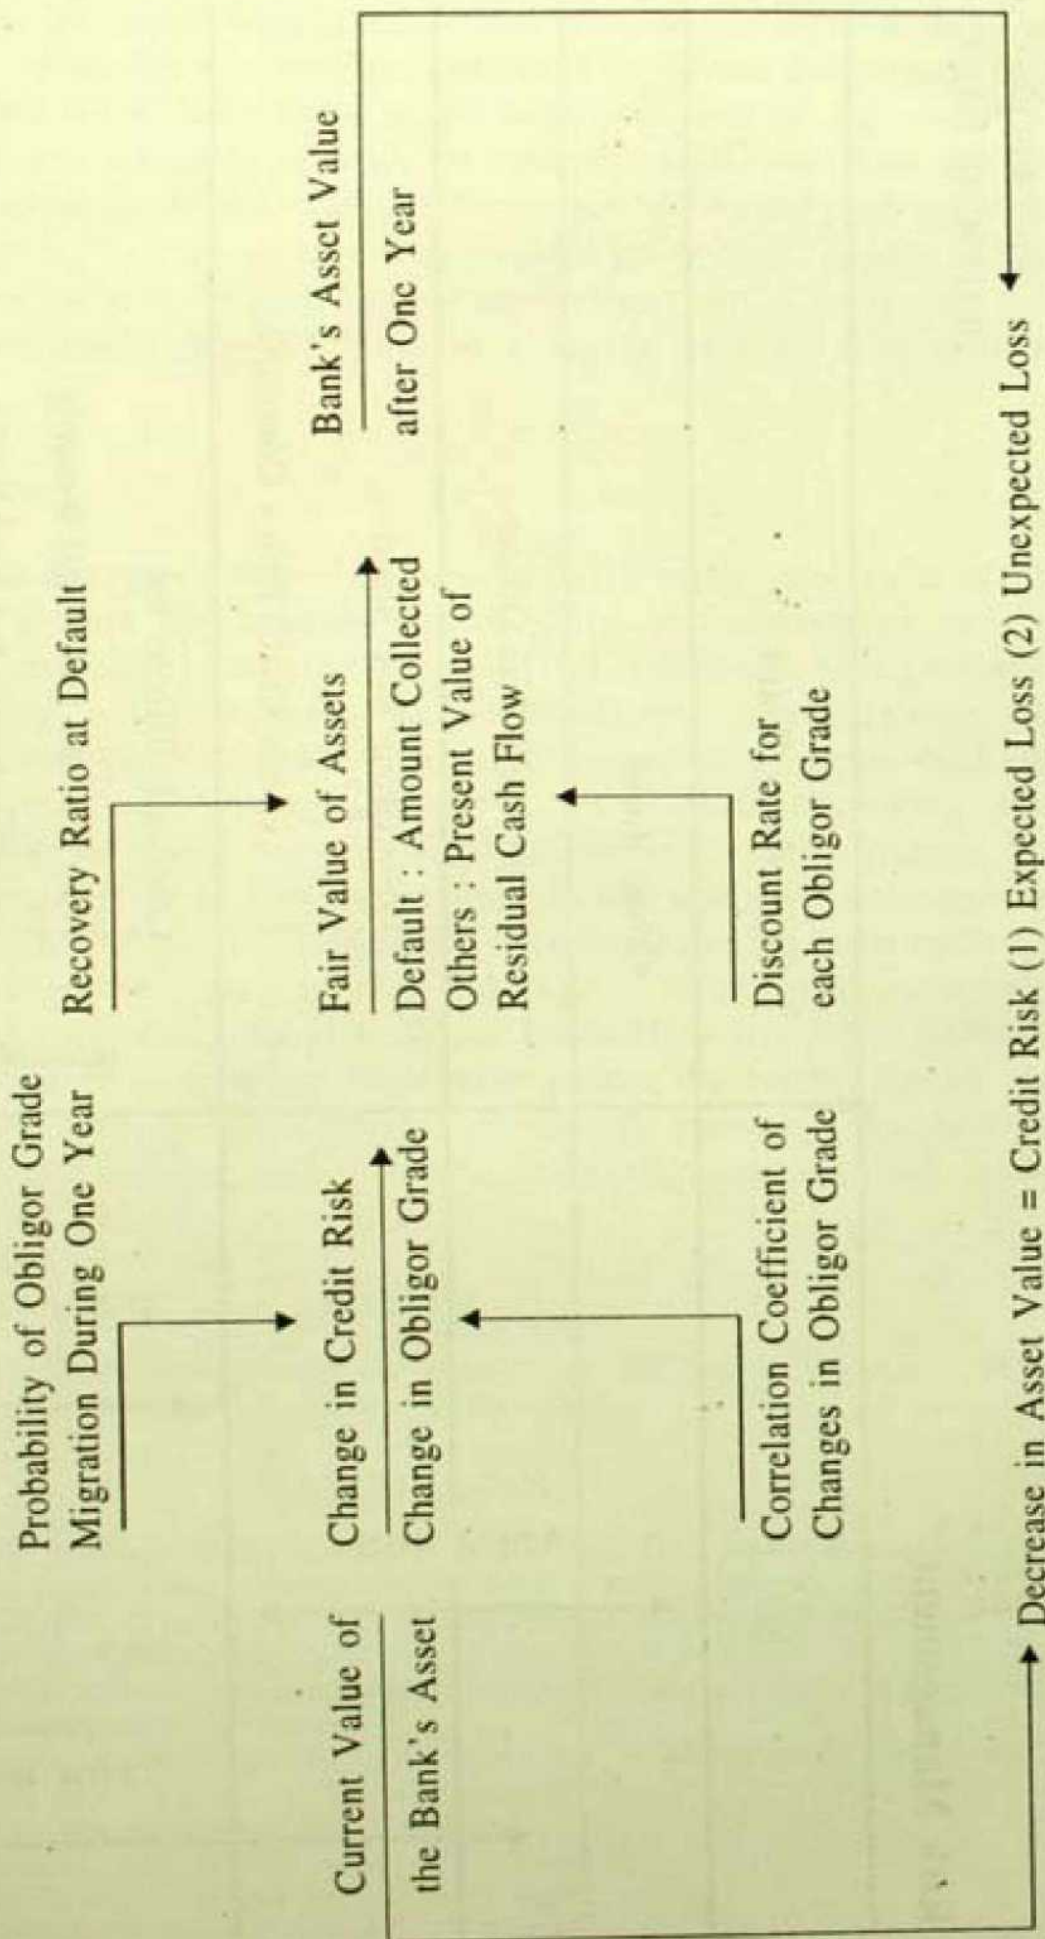 Probability of Obligor Grade
Migration During One Year
Recovery Ratio at Default
Current Value of
the Bank's Asset
Change in Credit Risk
Change in Obligor Grade
Fair Value of Assets
Default : Amount Collected
Others : Present Value of
Residual Cash Flow
Bank's Asset Value
after One Year
Correlation Coefficient of
Changes in Obligor Grade
Discount Rate for
each Obligor Grade
Decrease in Asset Value = Credit Risk (1) Expected Loss (2) Unexpected Loss